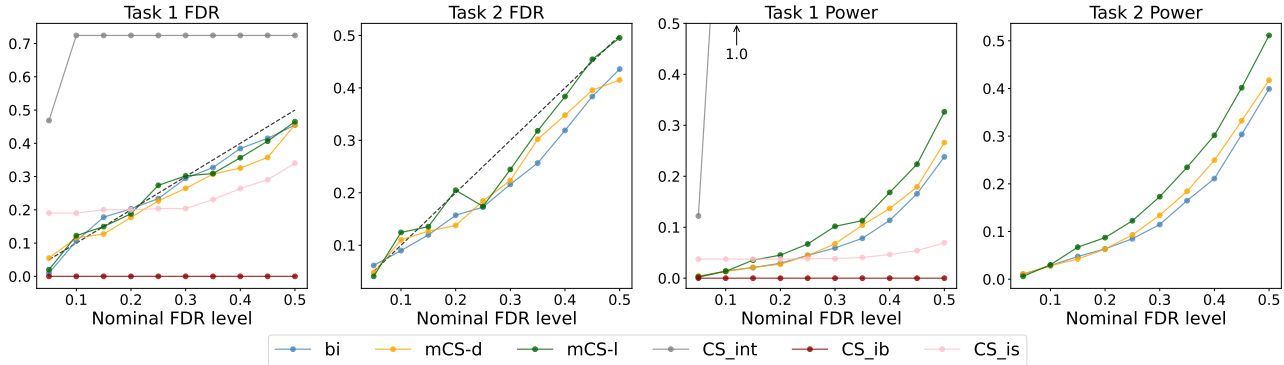 Task 1 FDR
Task 2 FDR
Task 1 Power
Task 2 Power
0.7
0.6
0.5
0.4
0.3
0.2
0.1
0.0
0.1 0.2 0.3 0.4 0.5
Nominal FDR level
0.5
0.4
0.3
0.2
0.1
0.1 0.2 0.3 0.4 0.5
Nominal FDR level
0.5
0.4
0.3
0.2
0.1
0.0
1.0
0.1 0.2 0.3 0.4 0.5
Nominal FDR level
0.5
0.4
0.3
0.2
0.1
0.0
0.1 0.2 0.3 0.4 0.5
Nominal FDR level
bi mCS-d mCS-l CS_int CS_ib CS_is